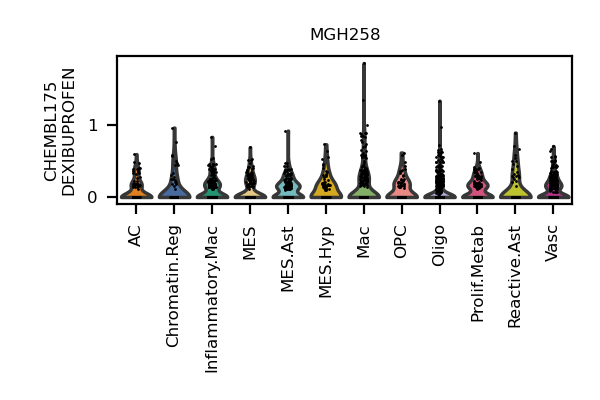 MGH258
CHEMBL175
DEXIBUPROFEN
1
0
AC
Chromatin.Reg
Inflammatory.Mac
MES
MES.Ast
MES.Hyp
Mac
OPC
Oligo
Prolif.Metab
Reactive.Ast
Vasc